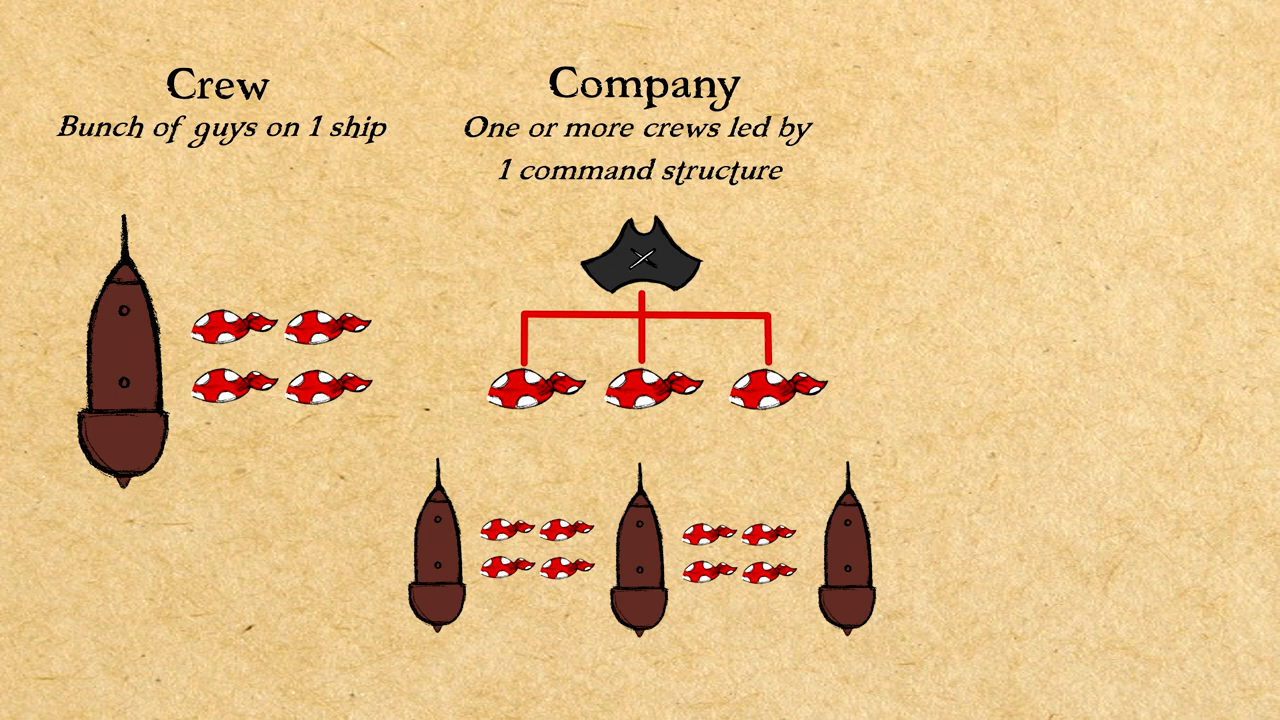 Crew
Bunch of guys on 1 ship
Company
One or more crews led by
1 command structure